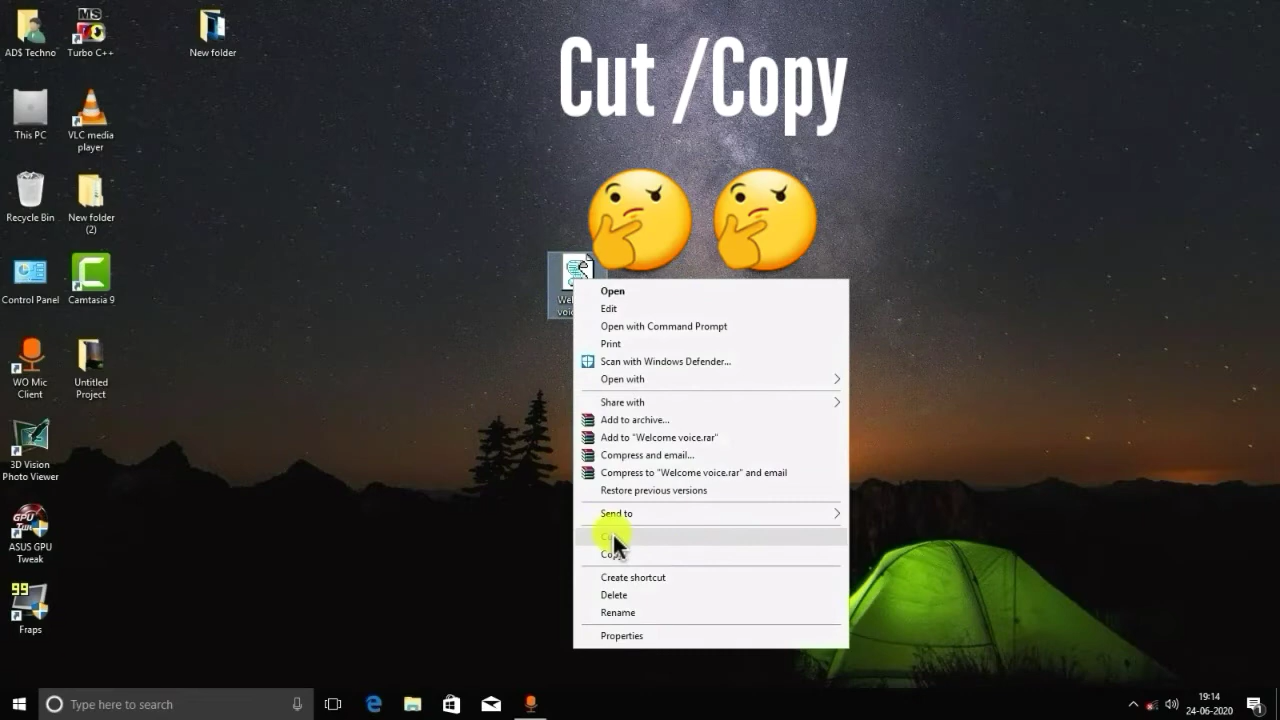 Cut /Copy
AD$ Techno
MS
Turbo C++
New folder
This PC
VLC media
player
Recycle Bin
New folder
(2)
Control Panel
Camtasia 9
WO Mic
Client
Untitled
Project
3D Vision
Photo Viewer
GPU
ASUS GPU
Tweak
99
Fraps
Open
Edit
Open with Command Prompt
Print
Scan with Windows Defender...
Open with
Share with
Add to archive...
Add to "Welcome voice.rar"
Compress and email...
Compress to "Welcome voice.rar" and email
Restore previous versions
Send to
Create shortcut
Delete
Rename
Properties
Type here to search
19:14
24-06-2020